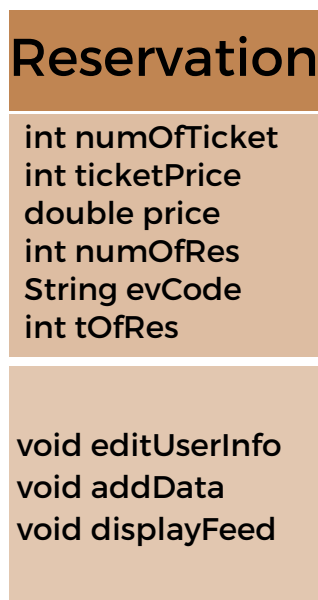 Reservation
int numOfTicket
int ticketPrice
double price
int numOfRes
String evCode
int tOfRes
void editUserInfo
void addData
void displayFeed